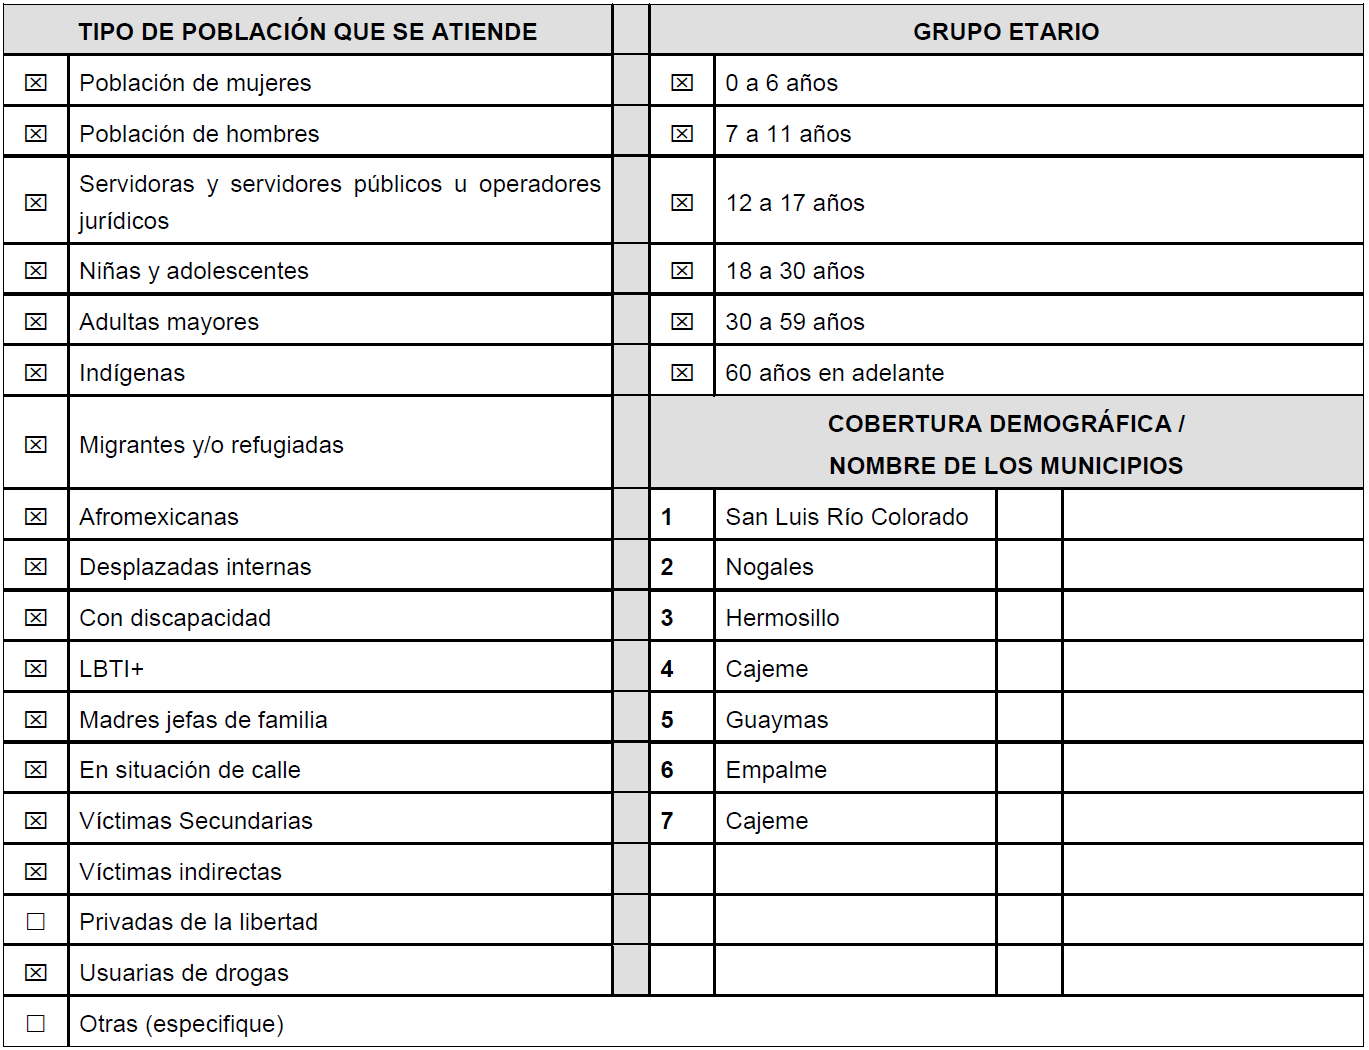 TIPO DE POBLACIÓN QUE SE ATIENDE
GRUPO ETARIO
☒ Población de mujeres
☒ 0 a 6 años
☒ Población de hombres
☒ 7 a 11 años
☒ Servidoras y servidores públicos u operadores
jurídicos
☒ 12 a 17 años
☒ Niñas y adolescentes
☒ 18 a 30 años
☒ Adultas mayores
☒ 30 a 59 años
☒ Indígenas
☒ 60 años en adelante
☒ Migrantes y/o refugiadas
COBERTURA DEMOGRÁFICA /
NOMBRE DE LOS MUNICIPIOS
☒ Afromexicanas
1 San Luis Río Colorado
☒ Desplazadas internas
2 Nogales
☒ Con discapacidad
3 Hermosillo
☒ LBTI+
4 Cajeme
☒ Madres jefas de familia
5 Guaymas
☒ En situación de calle
6 Empalme
☒ Víctimas Secundarias
7 Cajeme
☒ Víctimas indirectas
☐ Privadas de la libertad
☒ Usuarias de drogas
☐ Otras (especifique)